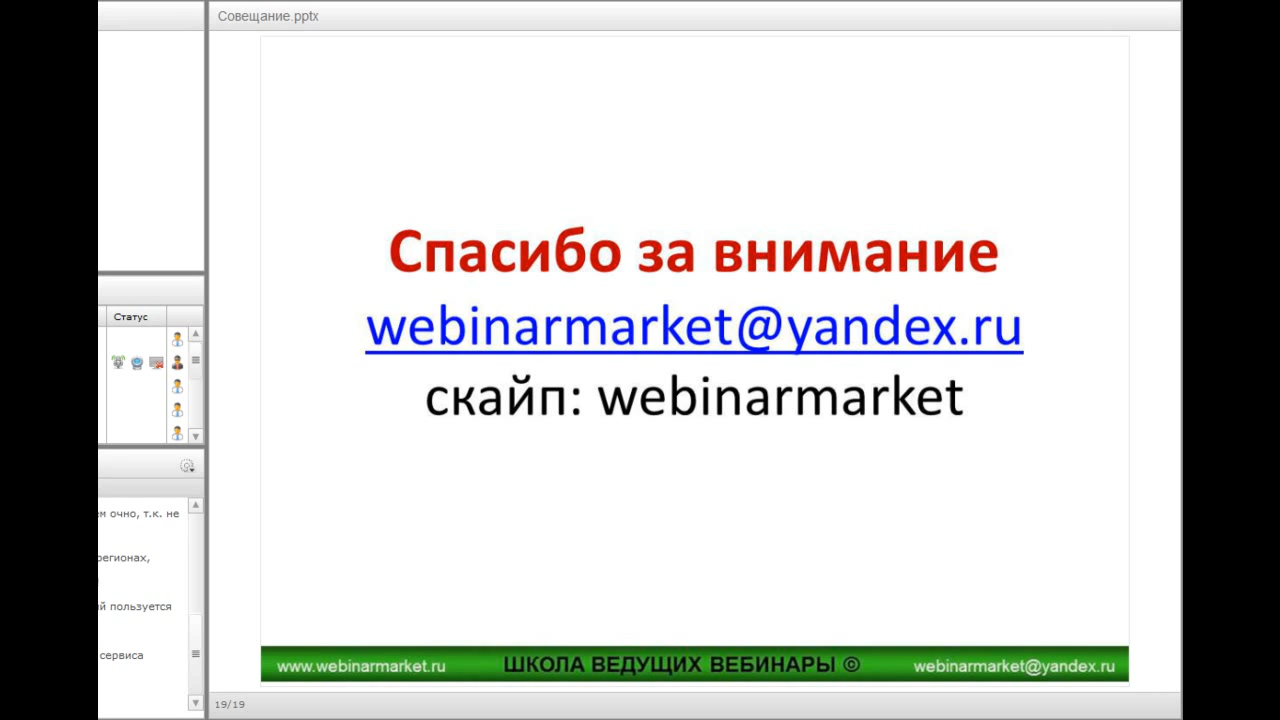 Совещание.pptx
Спасибо за внимание
webinarmarket@yandex.ru
скайп: webinarmarket
Статус
очно, т.к. не
регионах,
й пользуется
сервиса
www.webinarmarket.ru ШКОЛА ВЕДУЩИХ ВЕБИНАРЫ © webinarmarket@yandex.ru
19/19